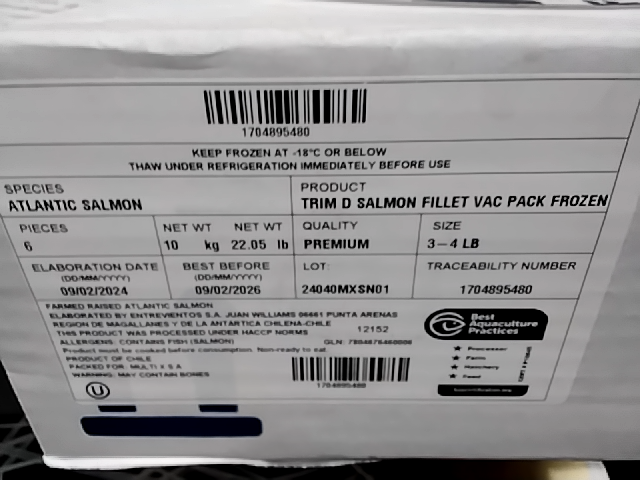 1704895480
KEEP FROZEN AT -18°C OR BELOW
THAW UNDER REFRIGERATION IMMEDIATELY BEFORE USE
SPECIES
ATLANTIC SALMON
PRODUCT
TRIM D SALMON FILLET VAC PACK FROZEN
PIECES
6
NET WT NET WT
10 kg 22.05 lb
QUALITY
PREMIUM
SIZE
3-4 LB
ELABORATION DATE
(DD/MM/YYYY)
09/02/2024
BEST BEFORE
(DD/MM/YYYY)
09/02/2026
LOT:
24040MXSN01
TRACEABILITY NUMBER
1704895480
FARMED RAISED ATLANTIC SALMON
ELABORATED BY ENTREVIENTOS S.A. JUAN WILLIAMS 06661 PUNTA ARENAS
REGION DE MAGALLANES Y DE LA ANTARTICA CHILENA-CHILE
THIS PRODUCT WAS PROCESSED UNDER HACCP NORMS 12152
ALLERGENS: CONTAINS FISH (SALMON)
GLN:
Product must be cooked before consumption. Non-ready to eat
PRODUCT OF CHILE
PACKED FOR: MULTI X S.A
WARNING: MAY CONTAIN BONES
U
1704895480
Best
Aquaculture
Practices
★ Processor
★ Farm
★ Hatchery
★ Feed